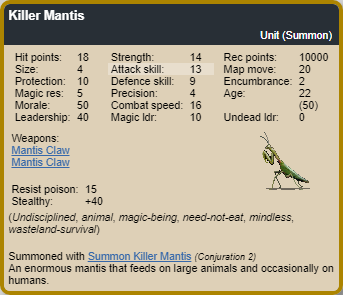 Killer Mantis
Unit (Summon)
Hit points: 18 Strength: 14 Rec points: 10000
Size: 4 Attack skill: 13 Map move: 20
Protection: 10 Defence skill: 9 Encumbrance: 2
Magic res: 5 Precision: 4 Age: 22
Morale: 50 Combat speed: 16 (50)
Leadership: 40 Magic ldr: 10 Undead ldr: 0
Weapons:
Mantis Claw
Mantis Claw
Resist poison: 15
Stealthy: +40
(Undisciplined, animal, magic-being, need-not-eat, mindless,
wasteland-survival)
Summoned with Summon Killer Mantis (Conjuration 2)
An enormous mantis that feeds on large animals and occasionally on
humans.